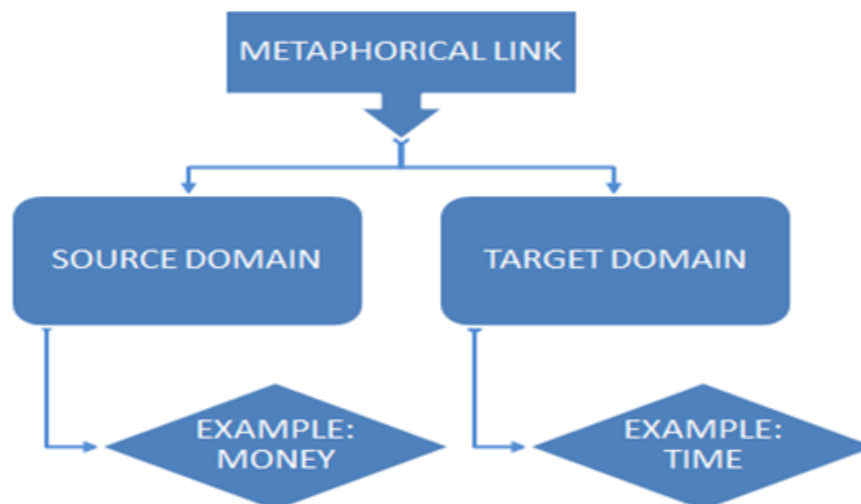 METAPHORICAL LINK
SOURCE DOMAIN
TARGET DOMAIN
EXAMPLE:
MONEY
EXAMPLE:
TIME